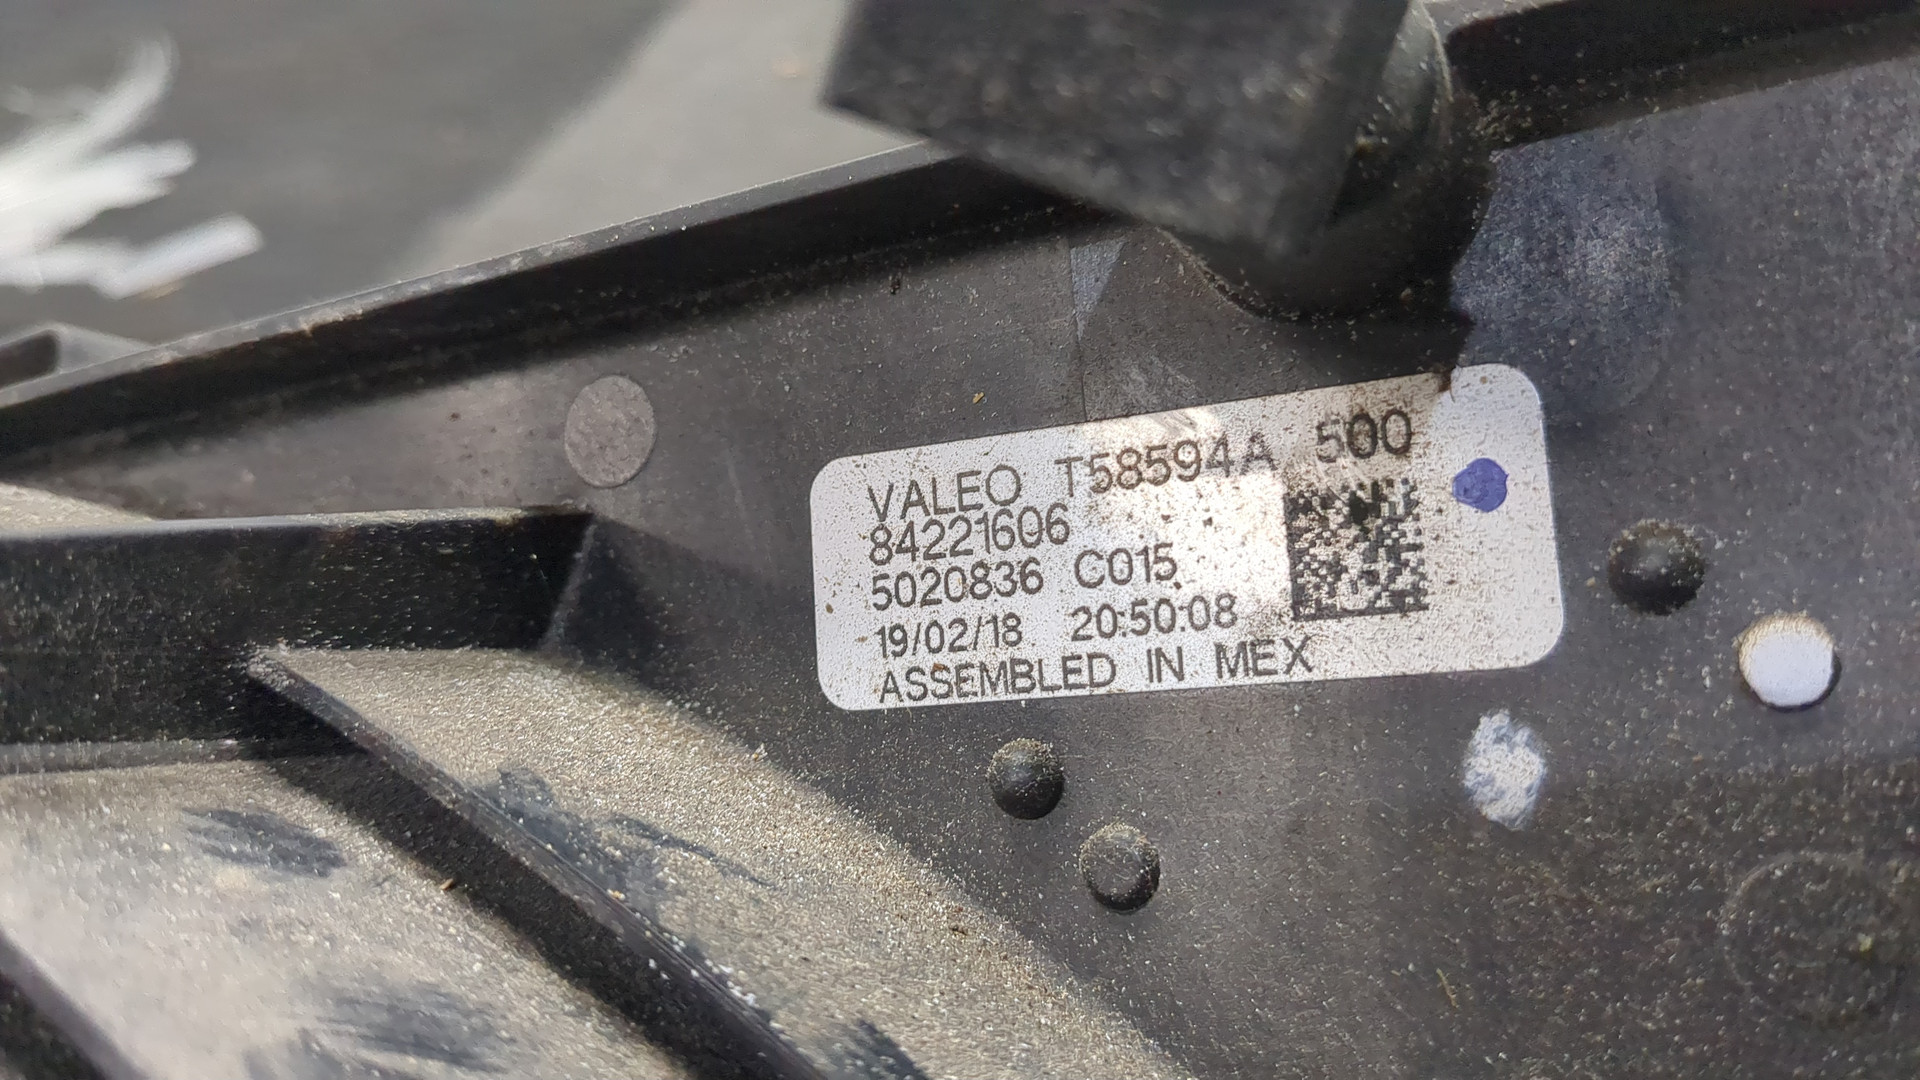 VALEO T58594A 500
84221606
5020836 C015
19/02/18 20:50:08
ASSEMBLED IN MEX